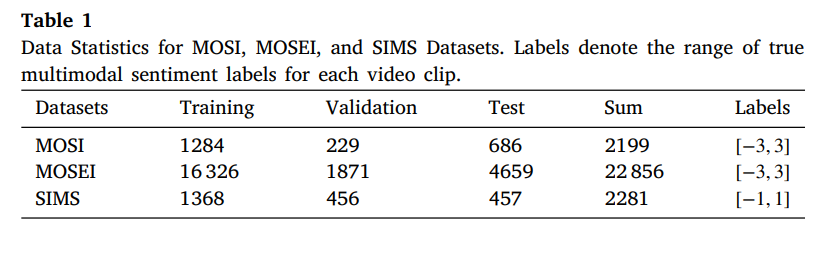 Table 1
Data Statistics for MOSI, MOSEI, and SIMS Datasets. Labels denote the range of true
multimodal sentiment labels for each video clip.
Datasets Training Validation Test Sum Labels
MOSI 1284 229 686 2199 [−3, 3]
MOSEI 16 326 1871 4659 22 856 [−3, 3]
SIMS 1368 456 457 2281 [−1, 1]